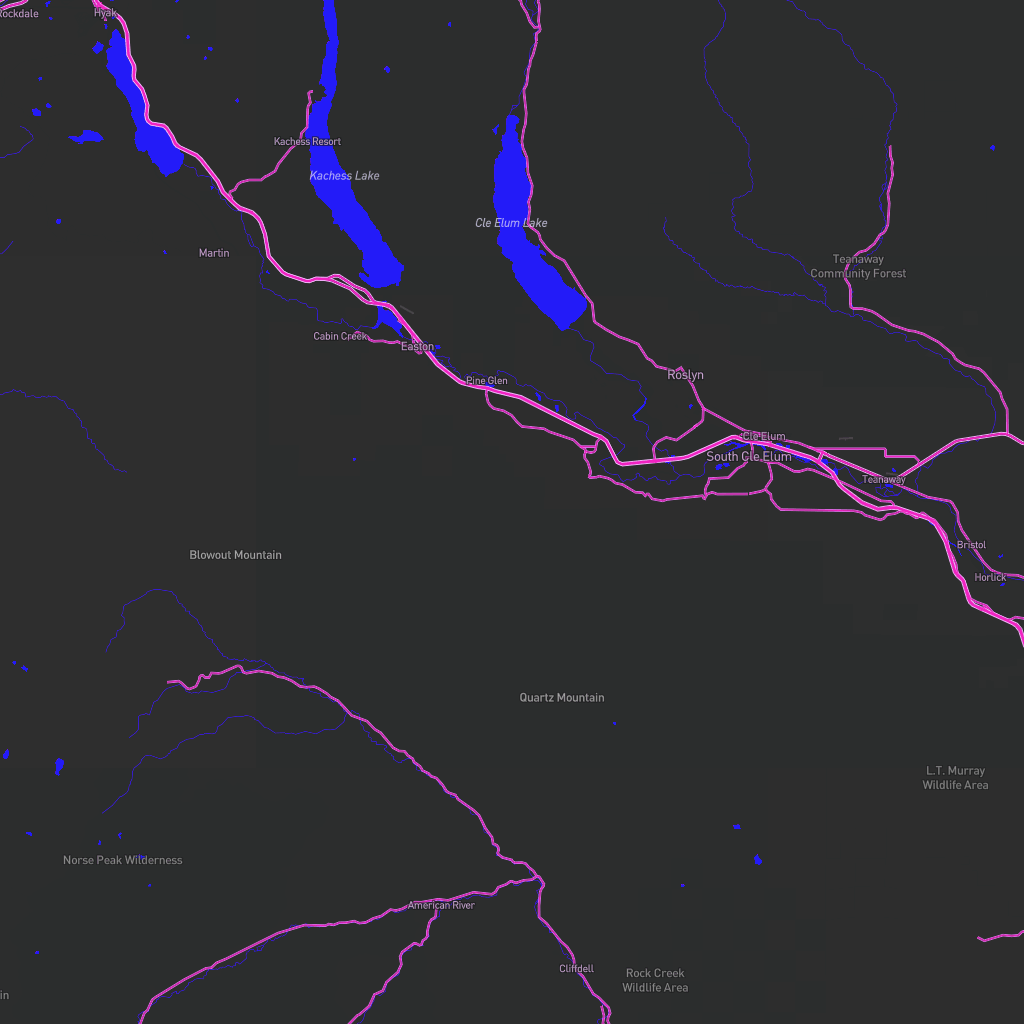 Rockdale
Hyak
Kachess Resort
Kachess Lake
Cle Elum Lake
Martin
Teanaway
Community Forest
Cabin Creek
Easton
Pine Glen
Roslyn
Cle Elum
South Cle Elum
Teanaway
Bristol
Horlick
Blowout Mountain
Quartz Mountain
L.T. Murray
Wildlife Area
Norse Peak Wilderness
American River
Cliffdell
Rock Creek
Wildlife Area
in